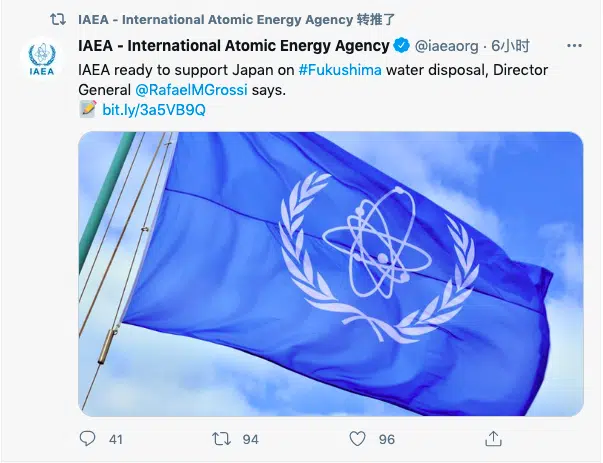 IAEA - International Atomic Energy Agency 转推了
IAEA - International Atomic Energy Agency @iaeaorg · 6小时
IAEA
IAEA ready to support Japan on #Fukushima water disposal, Director
General @RafaelMGrossi says.
bit.ly/3a5VB9Q
41 94 96